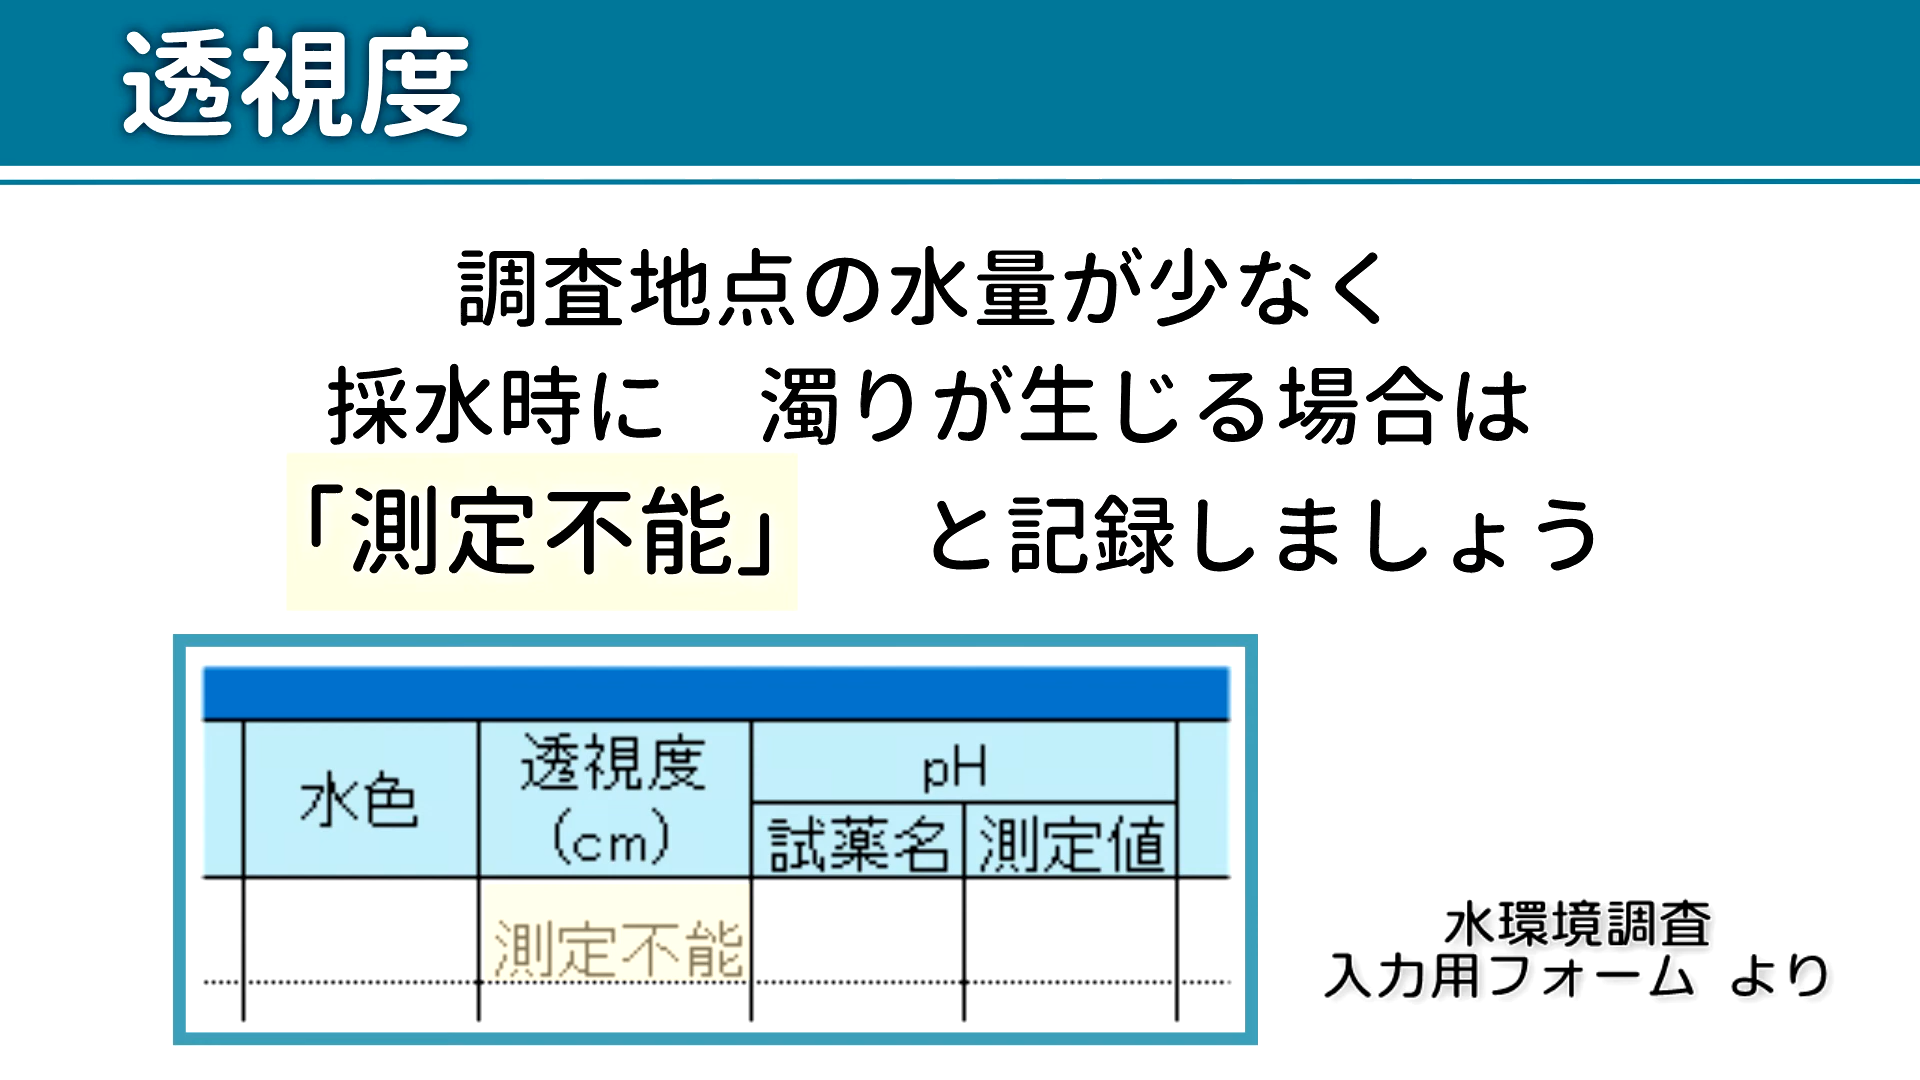 透視度
調査地点の水量が少なく
採水時に　濁りが生じる場合は
「測定不能」　と記録しましょう
水色
透視度
(cm)
pH
試薬名
測定値
測定不能
水環境調査
入力用フォーム より